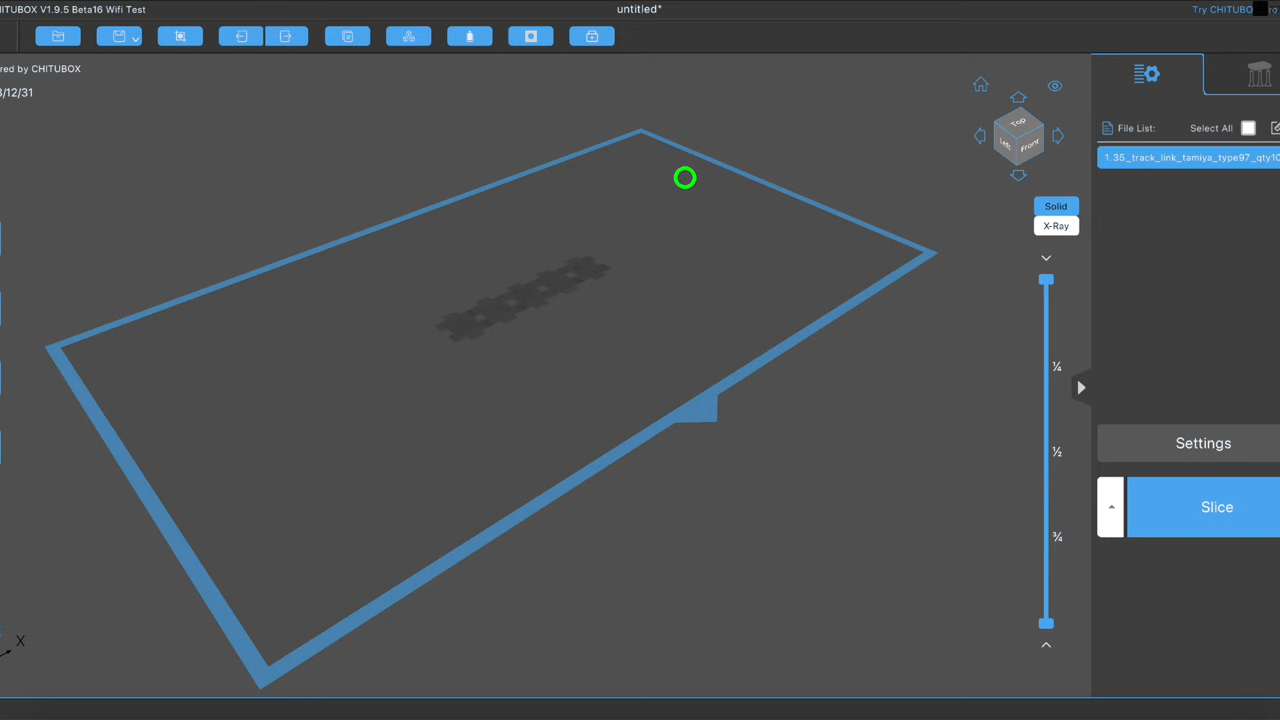 HITUBOX V1.9.5 Beta16 Wifi Test
untitled*
Try CHITUBO
red by CHITUBOX
3/12/31
Top
Left
Front
File List:
Select All
1.35_track_link_tamiya_type97_qty10
Solid
X-Ray
¼
½
¾
Settings
Slice
X